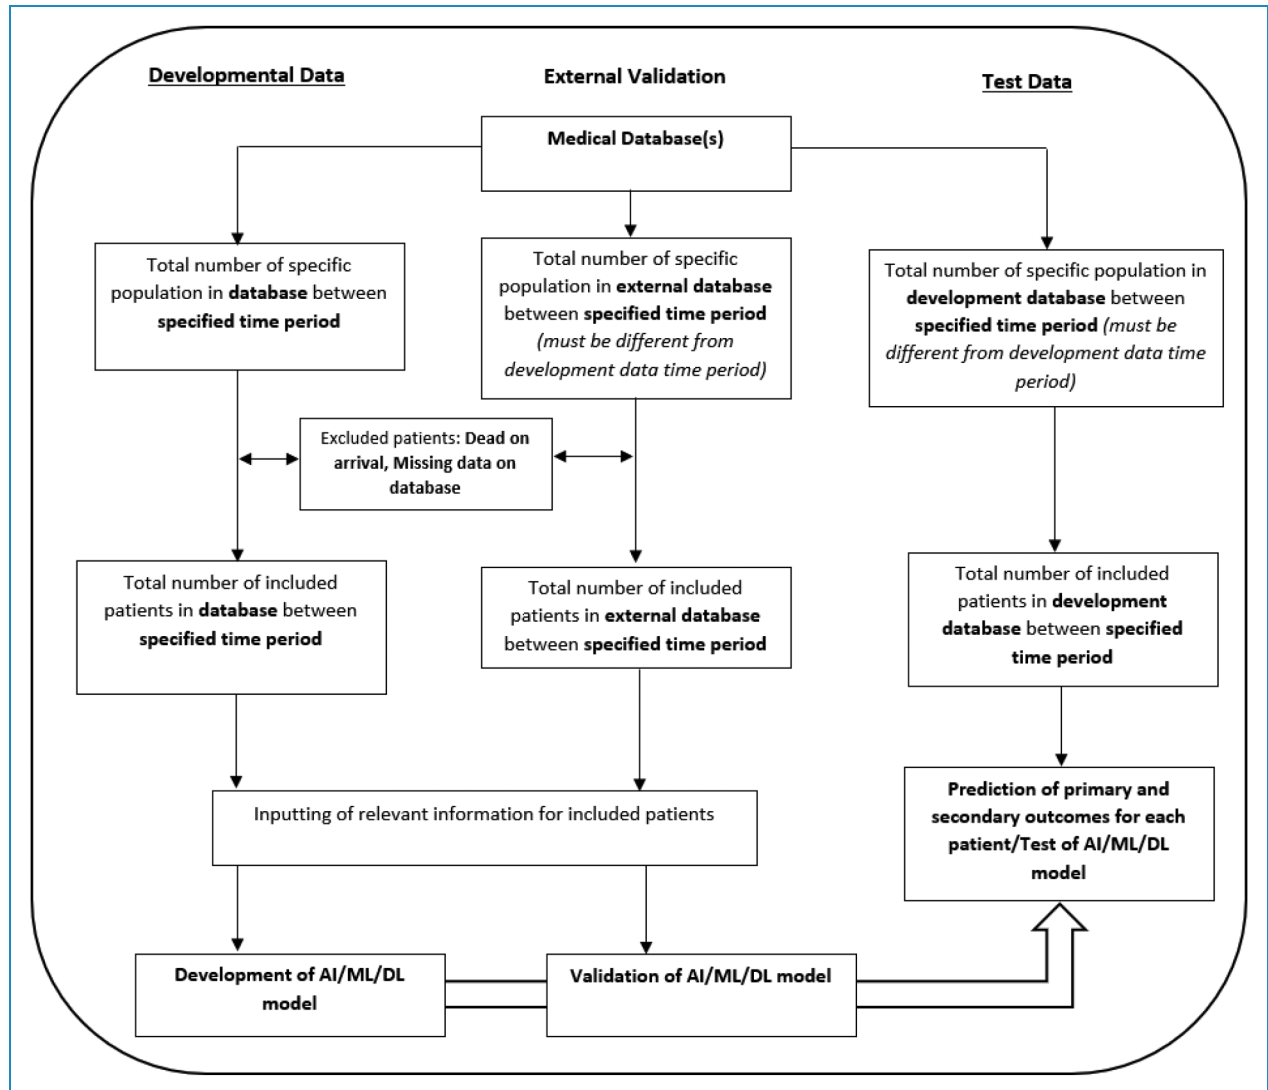 Developmental Data
External Validation
Test Data
Medical Database(s)
Total number of specific
population in database between
specified time period
Total number of specific
population in external database
between specified time period
(must be different from
development data time period)
Total number of specific population in
development database between
specified time period (must be
different from development data time
period)
Excluded patients: Dead on
arrival, Missing data on
database
Total number of included
patients in database between
specified time period
Total number of included
patients in external database
between specified time period
Total number of included
patients in development
database between specified
time period
Inputting of relevant information for included patients
Prediction of primary and
secondary outcomes for each
patient/Test of AI/ML/DL
model
Development of AI/ML/DL
model
Validation of AI/ML/DL model